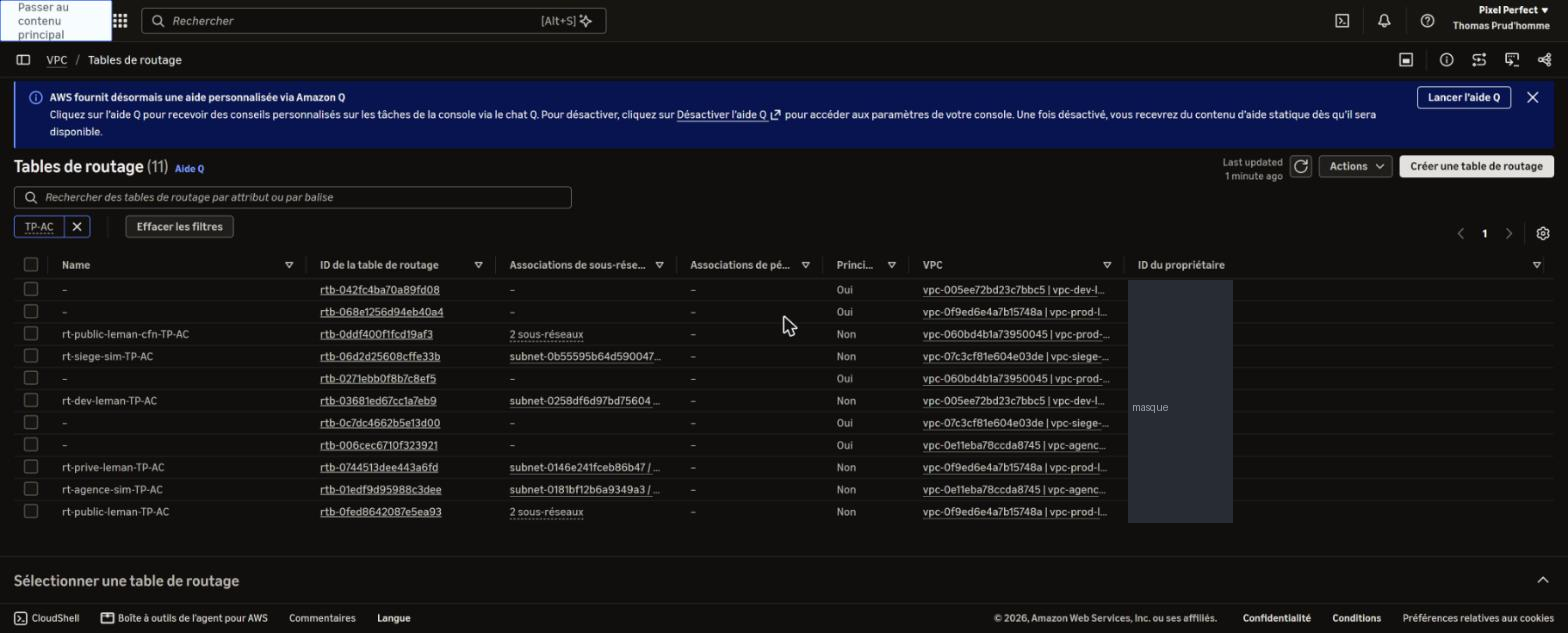 Passer au
contenu
principal
Rechercher [Alt+S]
Pixel Perfect
Thomas Prud'homme
VPC / Tables de routage
AWS fournit désormais une aide personnalisée via Amazon Q
Cliquez sur l'aide Q pour recevoir des conseils personnalisés sur les tâches de la console via le chat Q. Pour désactiver, cliquez sur Désactiver l'aide Q pour accéder aux paramètres de votre console. Une fois désactivé, vous recevrez du contenu d'aide statique dès qu'il sera
disponible.
Lancer l'aide Q
Tables de routage (11) Aide Q
Last updated
1 minute ago
Actions
Créer une table de routage
Rechercher des tables de routage par attribut ou par balise
TP-AC
Effacer les filtres
1
Name ID de la table de routage Associations de sous-rése... Associations de pé... Princi... VPC ID du propriétaire
– rtb-042fc4ba70a89fd08 – – Oui vpc-005ee72bd23c7bbc5 | vpc-dev-l...
– rtb-068e1256d94eb40a4 – – Oui vpc-0f9ed6e4a7b15748a | vpc-prod-l...
rt-public-leman-cfn-TP-AC rtb-0ddf400f1fcd19af3 2 sous-réseaux – Non vpc-060bd4b1a73950045 | vpc-prod-...
rt-siege-sim-TP-AC rtb-06d2d25608cffe33b subnet-0b55595b64d590047... – Non vpc-07c3cf81e604e03de | vpc-siege-...
– rtb-0271ebb0f8b7c8ef5 – – Oui vpc-060bd4b1a73950045 | vpc-prod-...
rt-dev-leman-TP-AC rtb-03681ed67cc1a7eb9 subnet-0258df6d97bd75604 ... – Non vpc-005ee72bd23c7bbc5 | vpc-dev-l...
– rtb-0c7dc4662b5e13d00 – – Oui vpc-07c3cf81e604e03de | vpc-siege-...
– rtb-006cec6710f323921 – – Oui vpc-0e11eba78ccda8745 | vpc-agenc...
masque
rt-prive-leman-TP-AC rtb-0744513dee443a6fd subnet-0146e241fceb86b47 / ... – Non vpc-0f9ed6e4a7b15748a | vpc-prod-l...
rt-agence-sim-TP-AC rtb-01edf9d95988c3dee subnet-0181bf12b6a9349a3 / ... – Non vpc-0e11eba78ccda8745 | vpc-agenc...
rt-public-leman-TP-AC rtb-0fed8642087e5ea93 2 sous-réseaux – Non vpc-0f9ed6e4a7b15748a | vpc-prod-l...
Sélectionner une table de routage
CloudShell Boîte à outils de l'agent pour AWS Commentaires Langue © 2026, Amazon Web Services, Inc. ou ses affiliés. Confidentialité Conditions Préférences relatives aux cookies